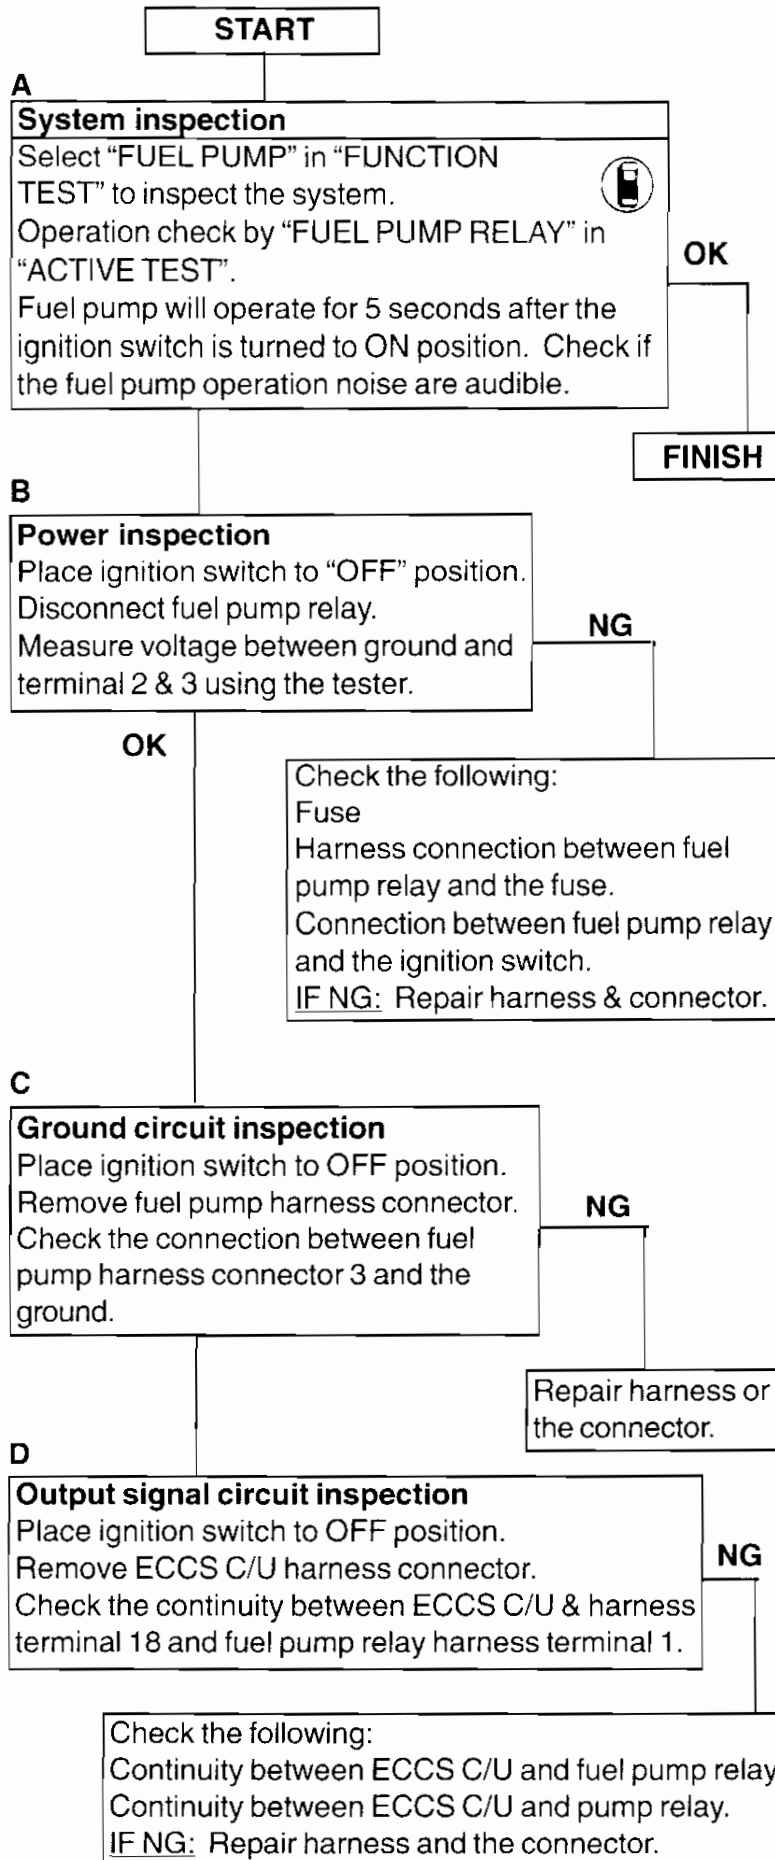 START
A
System inspection
Select “FUEL PUMP” in “FUNCTION
TEST” to inspect the system.
Operation check by “FUEL PUMP RELAY” in
“ACTIVE TEST”.
Fuel pump will operate for 5 seconds after the
ignition switch is turned to ON position. Check if
the fuel pump operation noise are audible.
OK
FINISH
B
Power inspection
Place ignition switch to “OFF” position.
Disconnect fuel pump relay.
Measure voltage between ground and
terminal 2 & 3 using the tester.
NG
OK
Check the following:
Fuse
Harness connection between fuel
pump relay and the fuse.
Connection between fuel pump relay
and the ignition switch.
IF NG: Repair harness & connector.
C
Ground circuit inspection
Place ignition switch to OFF position.
Remove fuel pump harness connector.
Check the connection between fuel
pump harness connector 3 and the
ground.
NG
Repair harness or
the connector.
D
Output signal circuit inspection
Place ignition switch to OFF position.
Remove ECCS C/U harness connector.
Check the continuity between ECCS C/U & harness
terminal 18 and fuel pump relay harness terminal 1.
NG
Check the following:
Continuity between ECCS C/U and fuel pump relay
Continuity between ECCS C/U and pump relay.
IF NG: Repair harness and the connector.